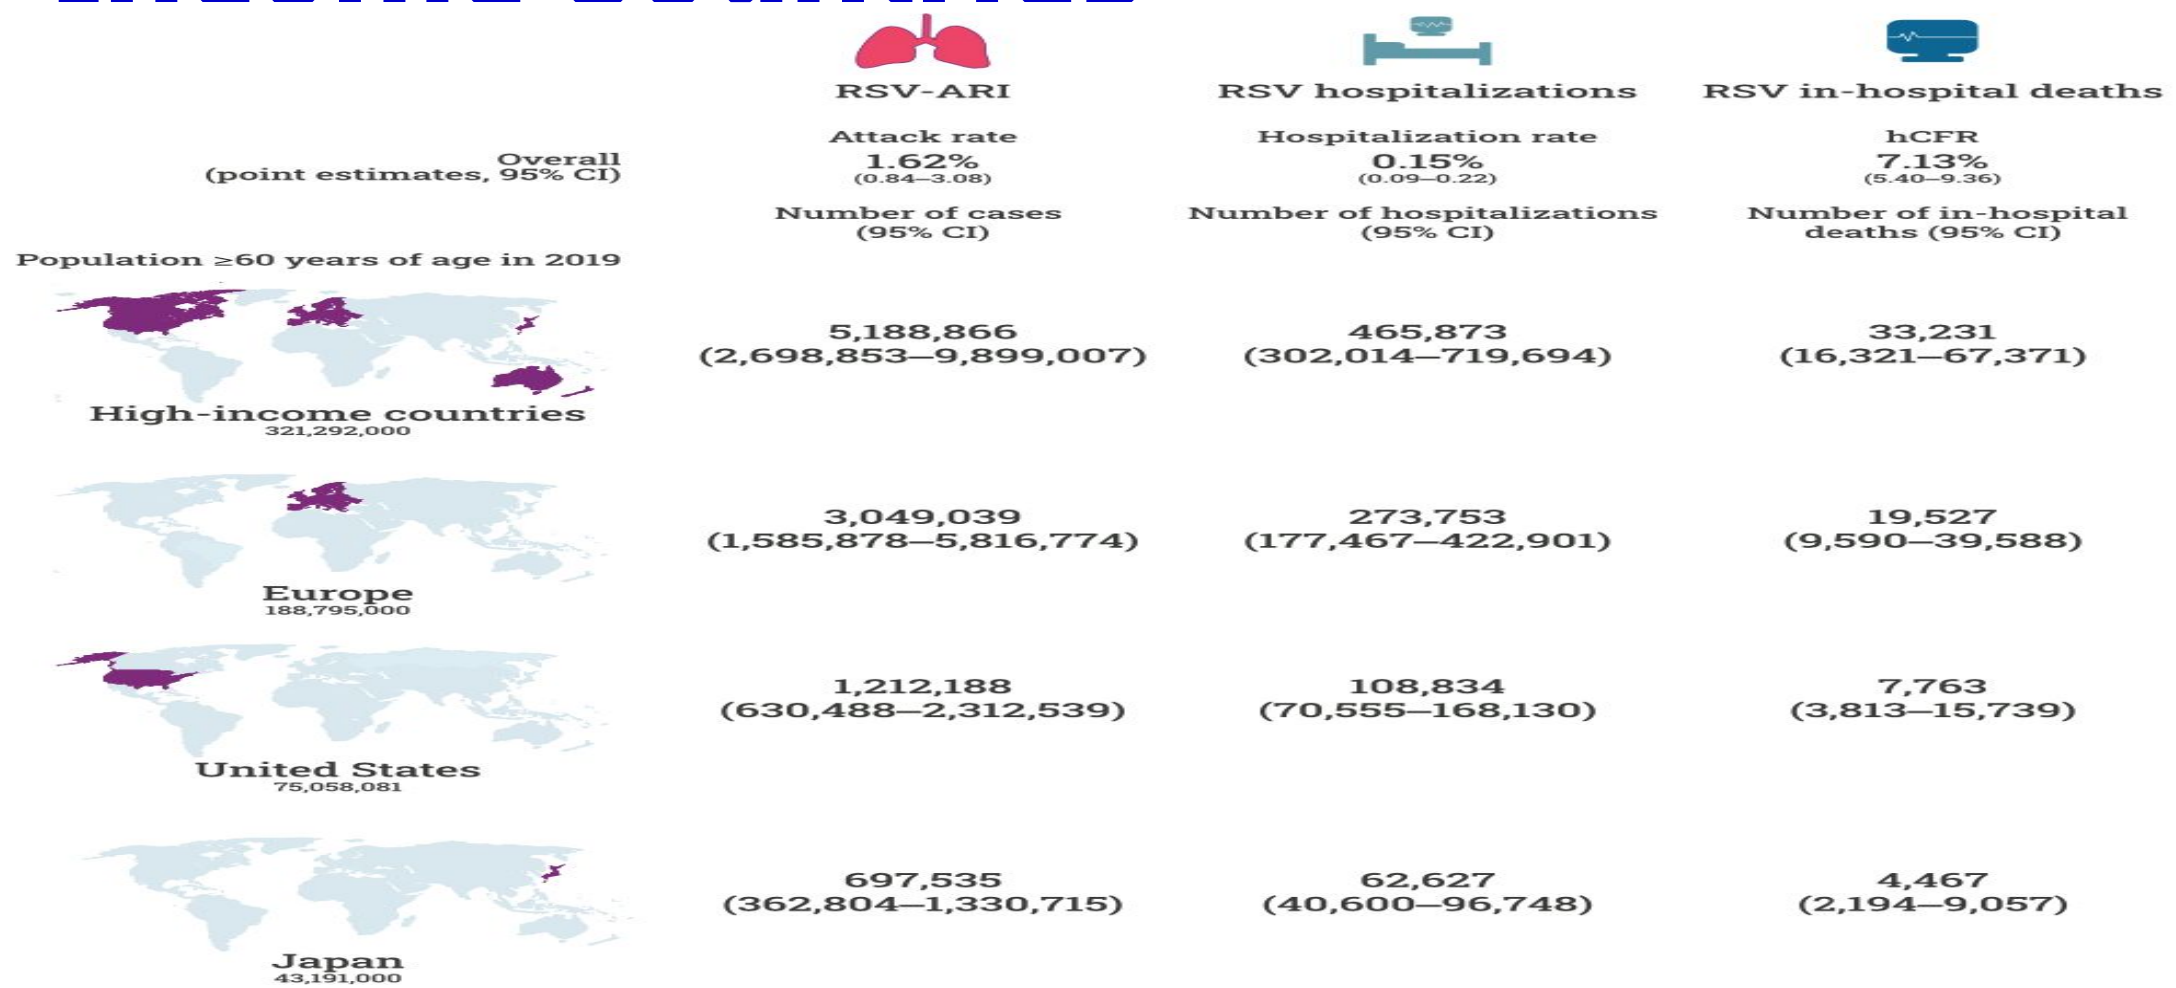 RSV-ARI
RSV hospitalizations
RSV in-hospital deaths
Overall
(point estimates, 95% CI)
Attack rate
1.62%
(0.84–3.08)
Hospitalization rate
0.15%
(0.09–0.22)
hCFR
7.13%
(5.40–9.36)
Population ≥60 years of age in 2019
Number of cases
(95% CI)
Number of hospitalizations
(95% CI)
Number of in-hospital
deaths (95% CI)
High-income countries
321,292,000
5,188,866
(2,698,853–9,899,007)
465,873
(302,014–719,694)
33,231
(16,321–67,371)
Europe
188,795,000
3,049,039
(1,585,878–5,816,774)
273,753
(177,467–422,901)
19,527
(9,590–39,588)
United States
75,058,081
1,212,188
(630,488–2,312,539)
108,834
(70,555–168,130)
7,763
(3,813–15,739)
Japan
43,191,000
697,535
(362,804–1,330,715)
62,627
(40,600–96,748)
4,467
(2,194–9,057)